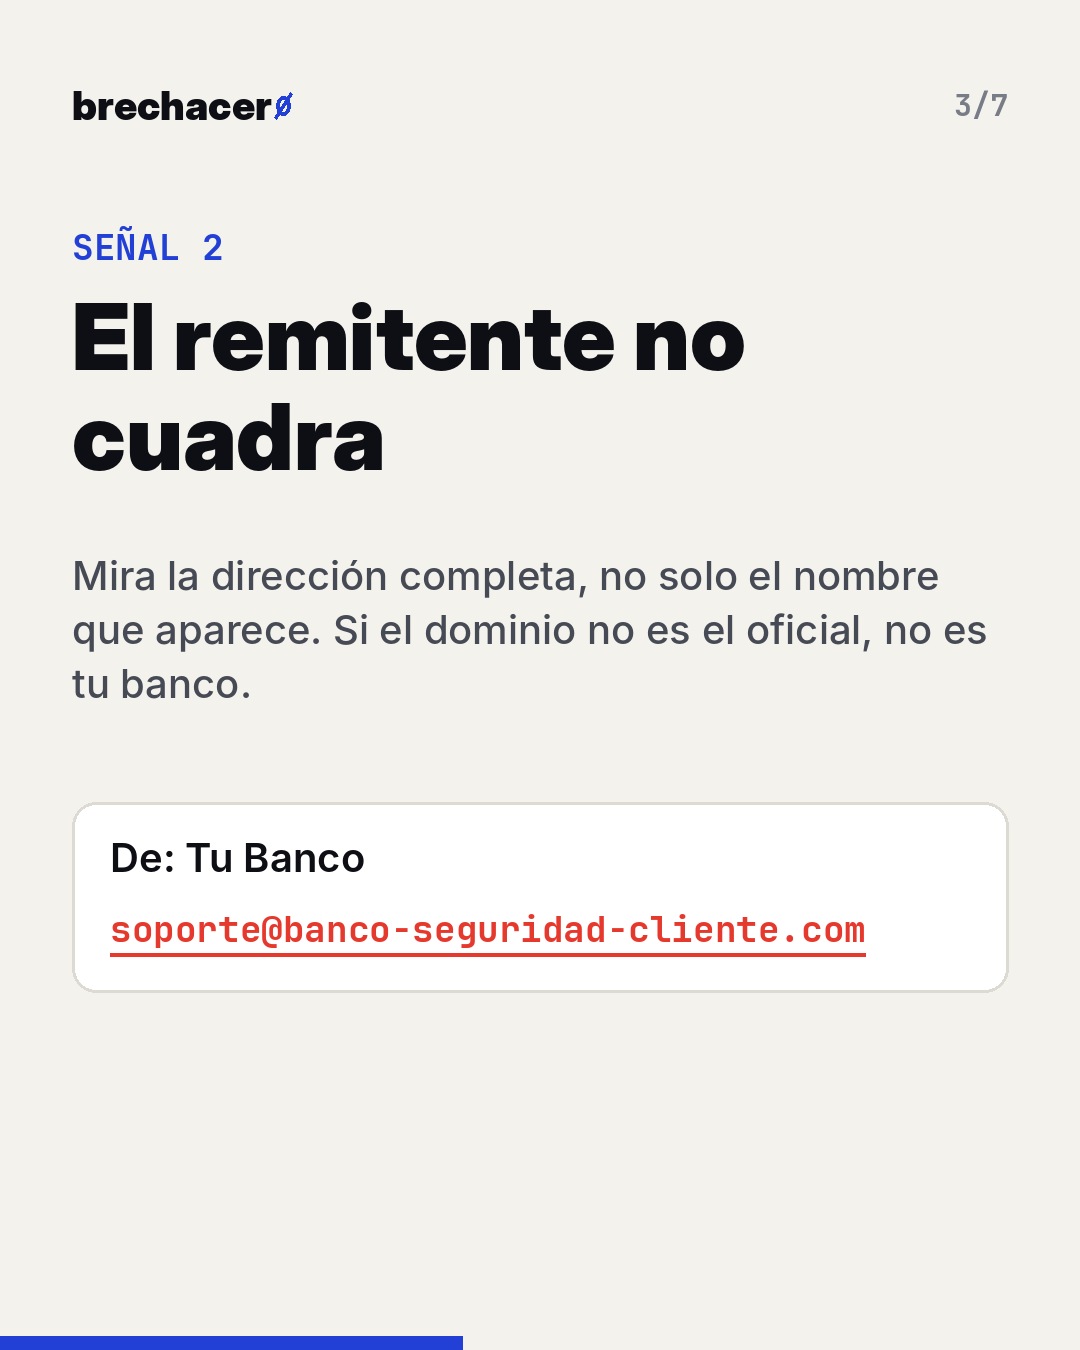 brechacerø
3/7
SEÑAL 2
El remitente no
cuadra
Mira la dirección completa, no solo el nombre
que aparece. Si el dominio no es el oficial, no es
tu banco.
De: Tu Banco
soporte@banco-seguridad-cliente.com